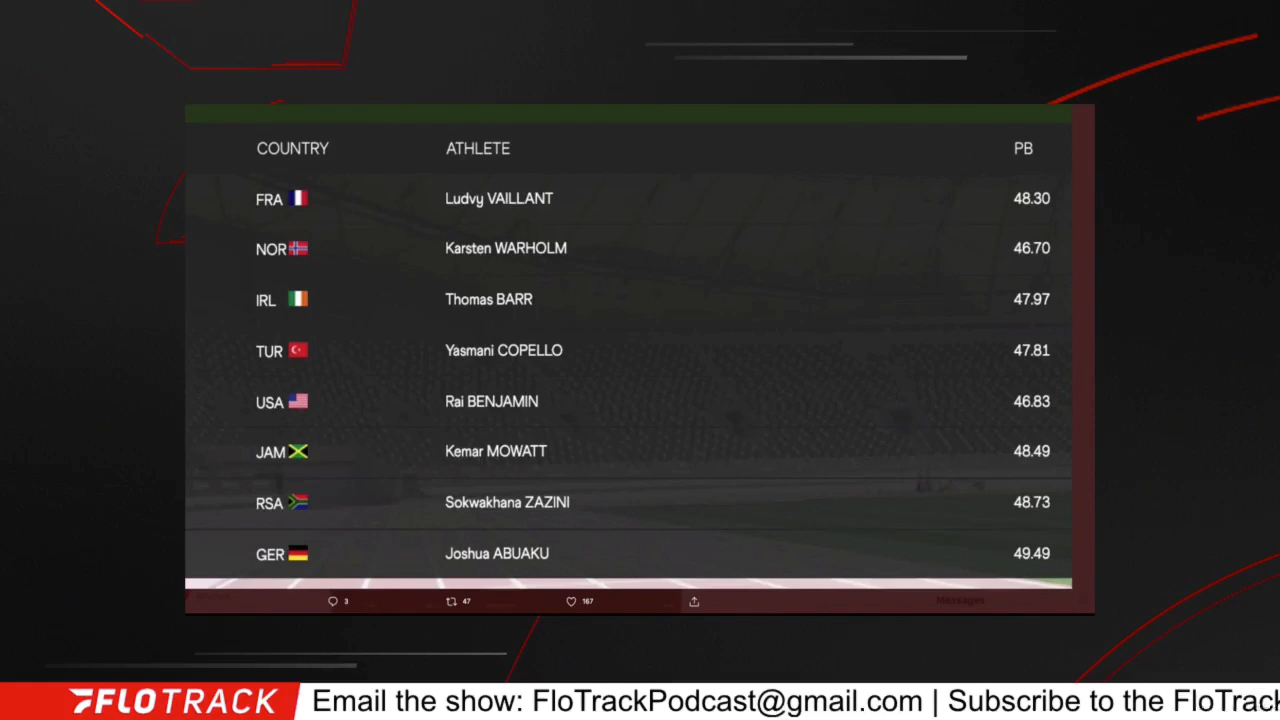 COUNTRY ATHLETE PB
FRA Ludvy VAILLANT 48.30
NOR Karsten WARHOLM 46.70
IRL Thomas BARR 47.97
TUR Yasmani COPELLO 47.81
USA Rai BENJAMIN 46.83
JAM Kemar MOWATT 48.49
RSA Sokwakhana ZAZINI 48.73
GER Joshua ABUAKU 49.49
3 47 167 Messages
FLOTRACK Email the show: FloTrackPodcast@gmail.com | Subscribe to the FloTrack